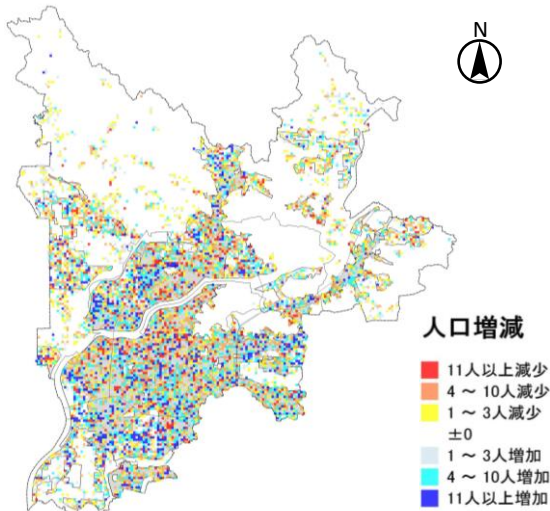 N
人口増減
11人以上減少
4 ～ 10人減少
1 ～ 3人減少
±0
1 ～ 3人増加
4 ～ 10人増加
11人以上増加